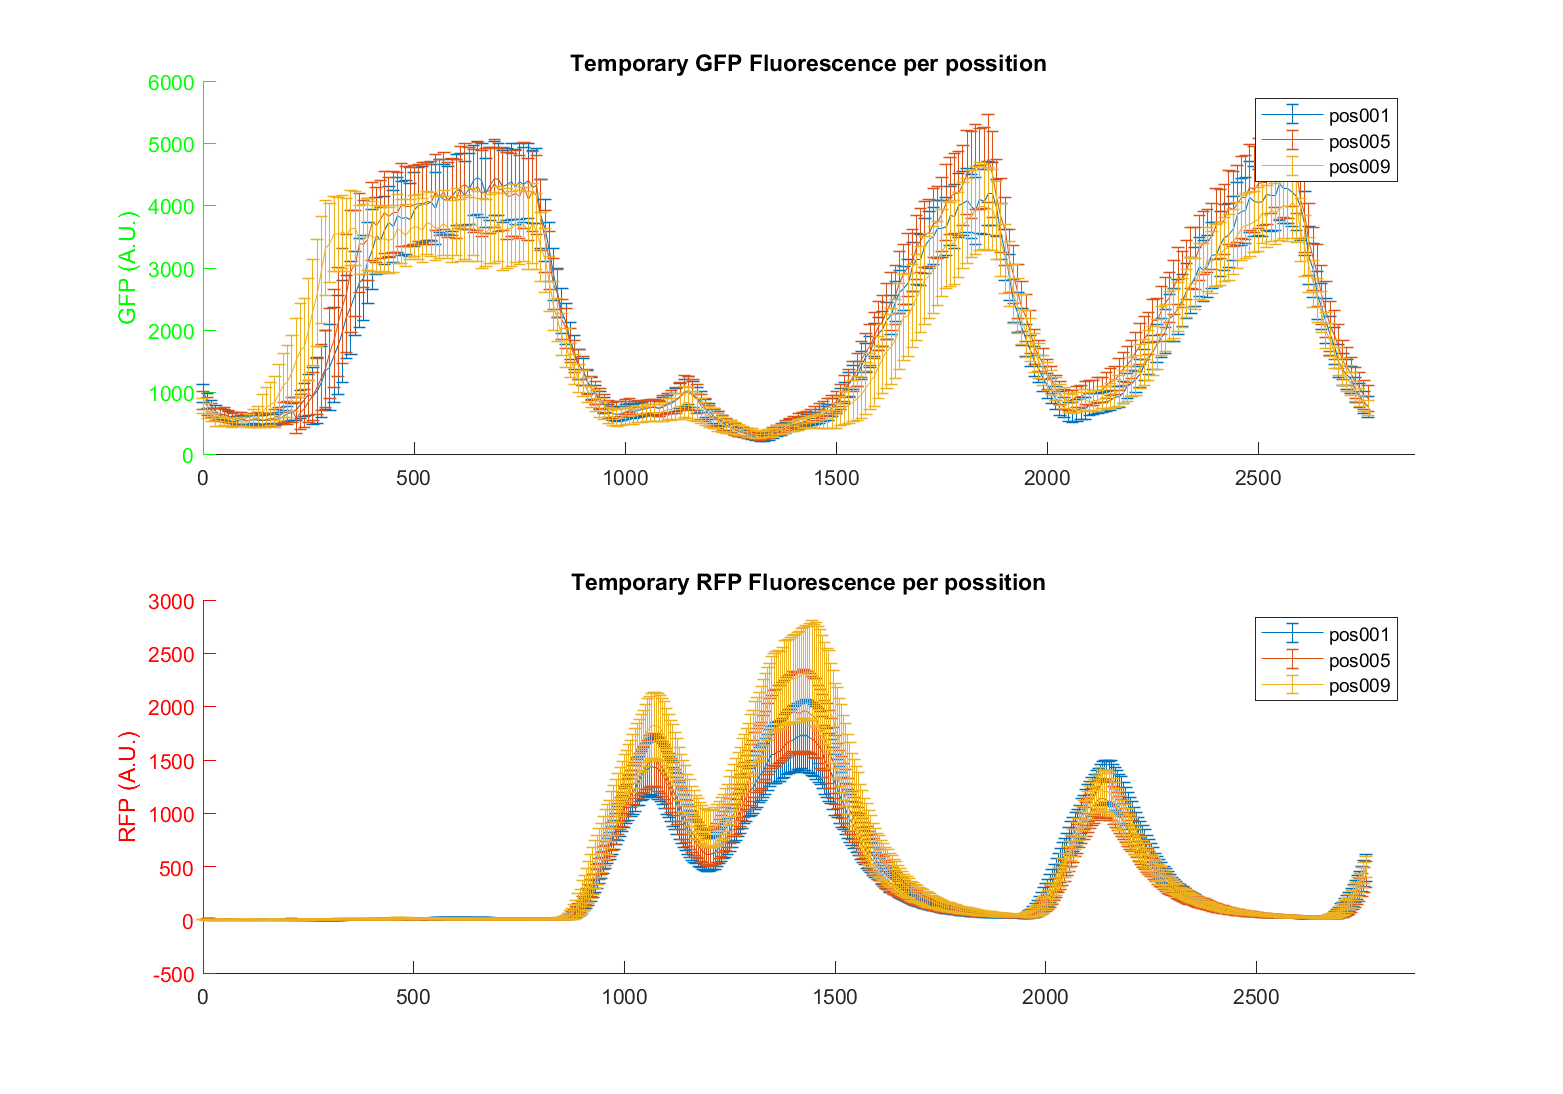 Temporary GFP Fluorescence per possition
6000
5000
4000
3000
2000
1000
0
GFP (A.U.)
0 500 1000 1500 2000 2500
pos001
pos005
pos009
Temporary RFP Fluorescence per possition
3000
2500
2000
1500
1000
500
0
-500
RFP (A.U.)
0 500 1000 1500 2000 2500
pos001
pos005
pos009